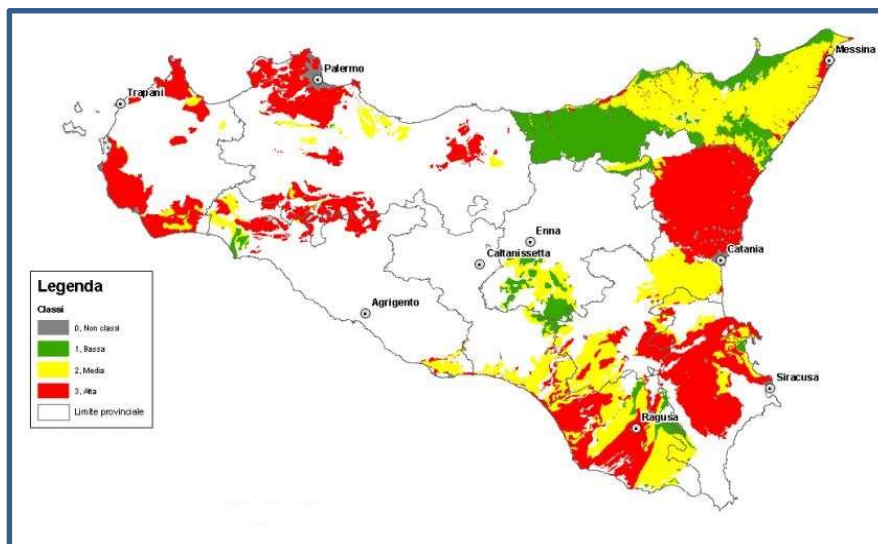 Messina
Palermo
Trapani
Enna
Caltanissetta
Catania
Agrigento
Siracusa
Ragusa
Legenda
Classi
0, Non classi
1, Bassa
2, Media
3, Alta
Limite provinciale